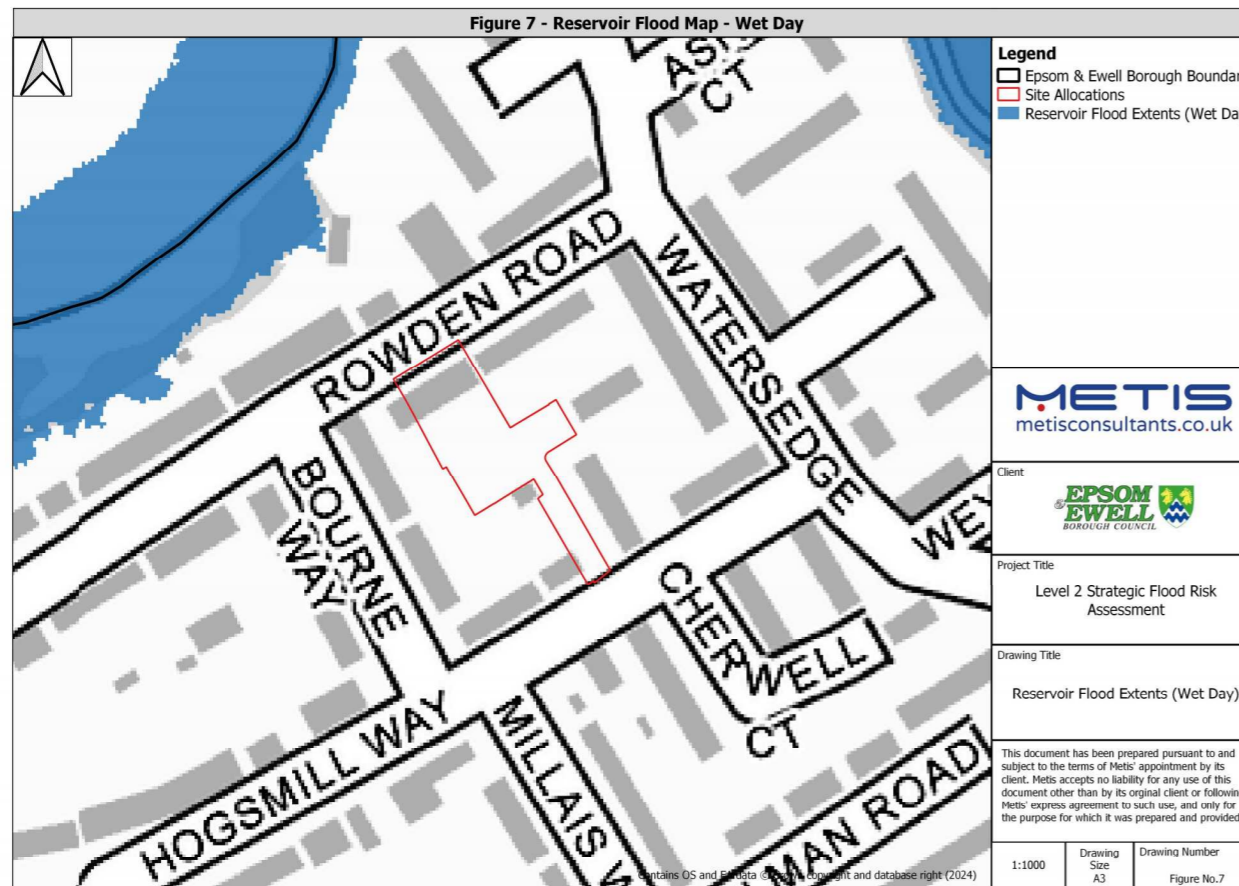 Figure 7 - Reservoir Flood Map - Wet Day
Legend
Epsom & Ewell Borough
Site Allocations
Reservoir Flood Extents (Wet
CT
ROWDEN ROAD
WATERSEDGE
BOURNE
WAY
CHERWELL
CT
HOGSMILL WAY
MILLAIS
ROAD
METIS
metisconsultants.co.uk
Client
EPSOM
& EWELL
BOROUGH COUNCIL
Project Title
Level 2 Strategic Flood Risk
Assessment
Drawing Title
Reservoir Flood Extents (Wet Day)
This document has been prepared pursuant to and
subject to the terms of Metis' appointment by its
client. Metis accepts no liability for any use of this
document other than by its orginal client or
Metis' express agreement to such use, and only for
the purpose for which it was prepared and provided
1:1000
Drawing
Size
A3
Drawing Number
Figure No.7
OS and
copyright and database right (2024)